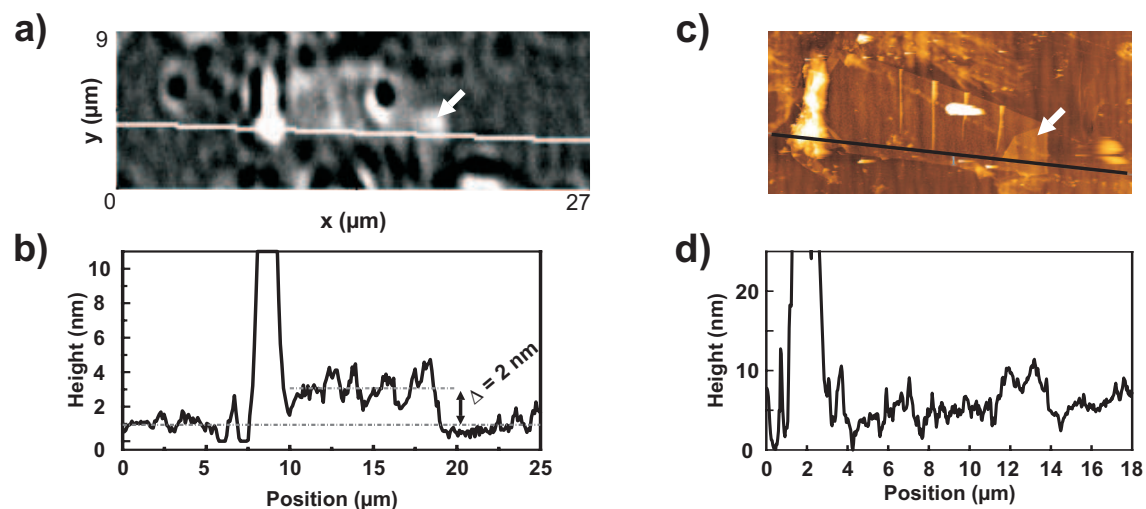 a)
9
y (µm)
0
27
x (µm)
c)
b)
10
8
6
4
2
0
Height (nm)
Δ = 2 nm
0 5 10 15 20 25
Position (µm)
d)
20
10
0
Height (nm)
0 2 4 6 8 10 12 14 16 18
Position (µm)